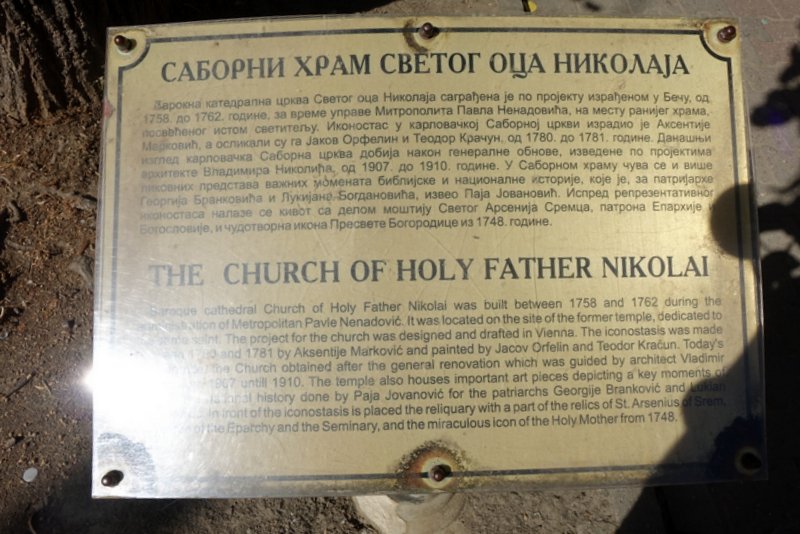 САБОРНИ ХРАМ СВЕТОГ ОЦА НИКОЛАЈА
Барокна катедрална црква Светог оца Николаја саграђена је по пројекту израђеном у Бечу, од
1758. до 1762. године, за време управе Митрополита Павла Ненадовића, на месту ранијег храма,
посвећеног истом светитељу. Иконостас у карловачкој Саборној цркви израдио је Аксентије
Марковић, а осликали су га Јаков Орфелин и Теодор Крачун, од 1780. до 1781. године. Данашњи
изглед карловачка Саборна црква добија након генералне обнове, изведене по пројектима
архитекте Владимира Николића, од 1907. до 1910. године. У Саборном храму чува се и више
ликовних представа важних момената библијске и националне историје, које је, за патријархе
Георгија Бранковића и Лукијана Богдановића, извео Паја Јовановић. Испред репрезентативног
иконостаса налазе се кивот са делом моштију Светог Арсенија Сремца, патрона Епархије и
Богословије, и чудотворна икона Пресвете Богородице из 1748. године.
THE CHURCH OF HOLY FATHER NIKOLAI
Baroque cathedral Church of Holy Father Nikolai was built between 1758 and 1762 during the
administration of Metropolitan Pavle Nenadović. It was located on the site of the former temple, dedicated to
saint. The project for the church was designed and drafted in Vienna. The iconostasis was made
1780 and 1781 by Aksentije Marković and painted by Jacov Orfelin and Teodor Kračun. Today's
the Church obtained after the general renovation which was guided by architect Vladimir
1907 untill 1910. The temple also houses important art pieces depicting a key moments of
history done by Paja Jovanović for the patriarchs Georgije Branković and Lukian
In front of the iconostasis is placed the reliquary with a part of the relics of St. Arsenius of Srem,
of the Eparchy and the Seminary, and the miraculous icon of the Holy Mother from 1748.